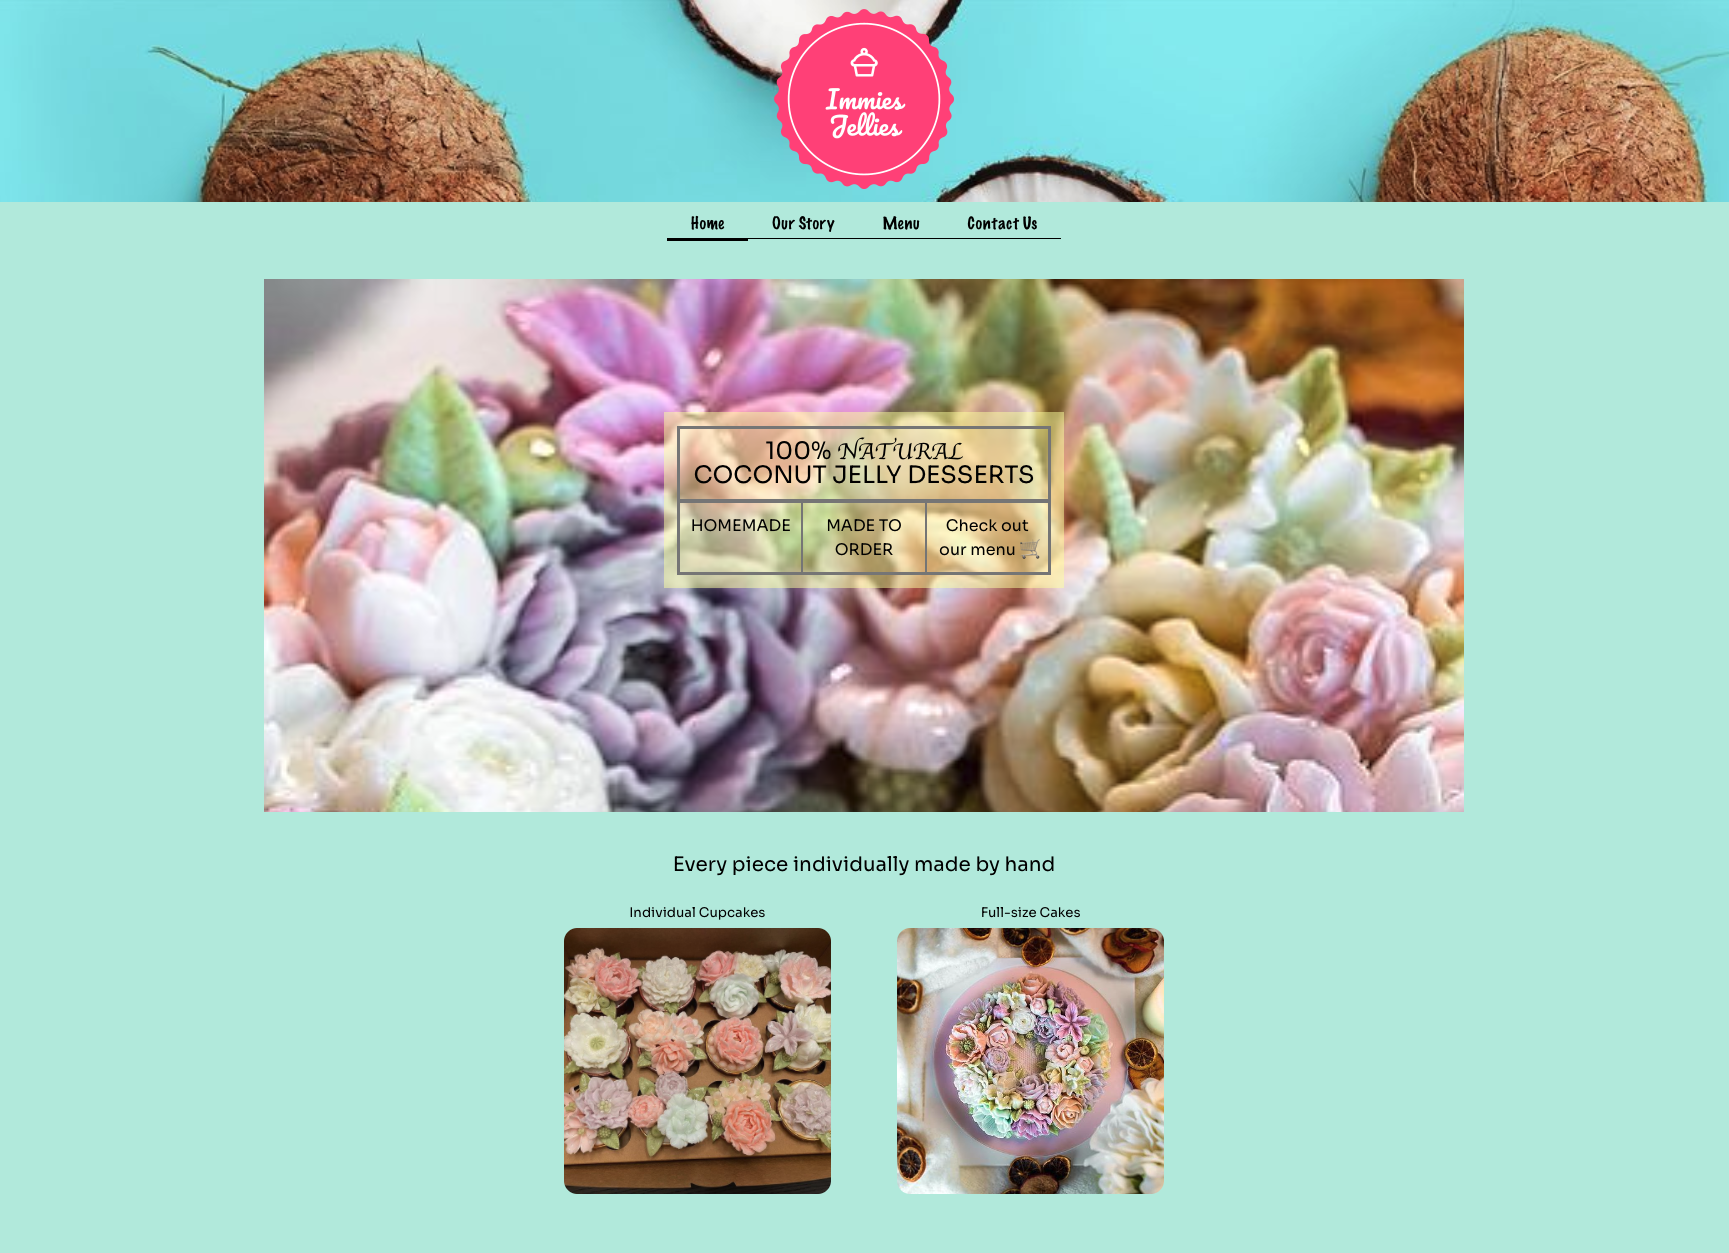 Immies
Jellies
Home
Our Story
Menu
Contact Us
100% NATURAL
COCONUT JELLY DESSERTS
HOMEMADE
MADE TO
ORDER
Check out
our menu 🛒
Every piece individually made by hand
Individual Cupcakes
Full-size Cakes